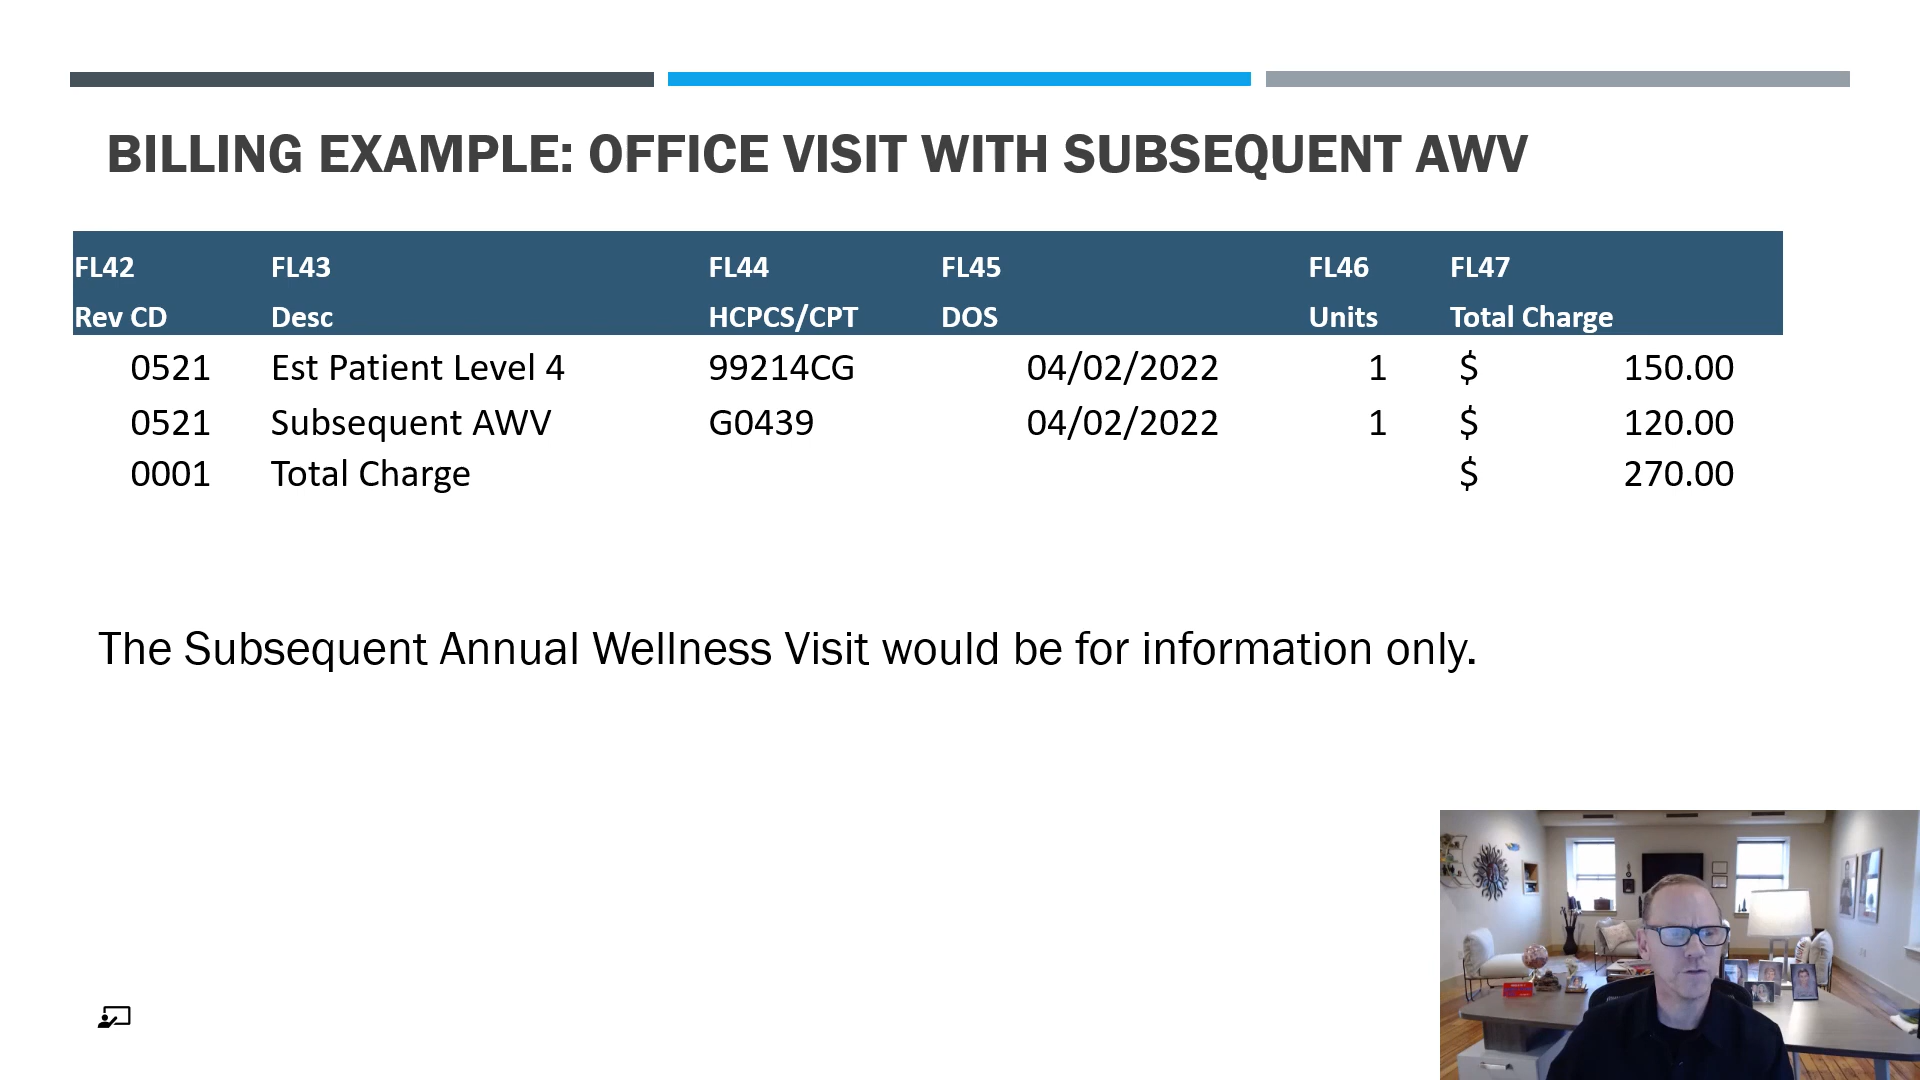 BILLING EXAMPLE: OFFICE VISIT WITH SUBSEQUENT AWV
FL42 FL43 FL44 FL45 FL46 FL47
Rev CD Desc HCPCS/CPT DOS Units Total Charge
0521 Est Patient Level 4 99214CG 04/02/2022 1 $ 150.00
0521 Subsequent AWV G0439 04/02/2022 1 $ 120.00
0001 Total Charge $ 270.00
The Subsequent Annual Wellness Visit would be for information only.